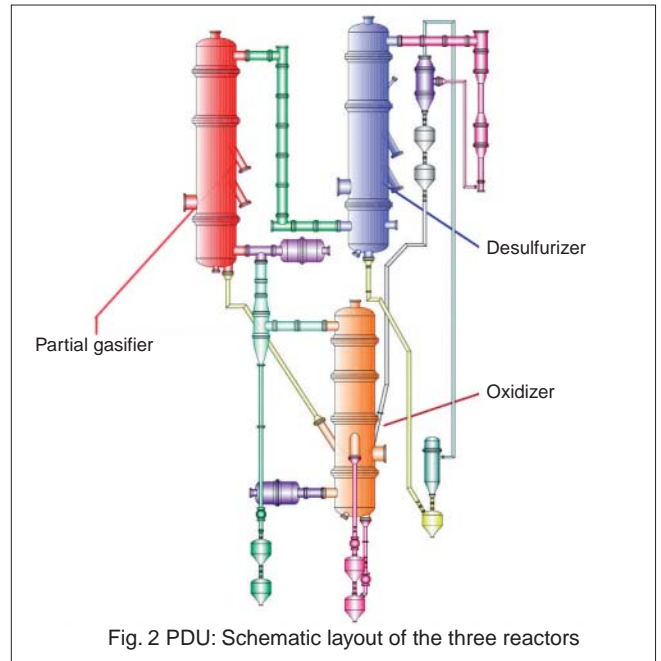 Desulfurizer
Partial gasifier
Oxidizer
Fig. 2 PDU: Schematic layout of the three reactors